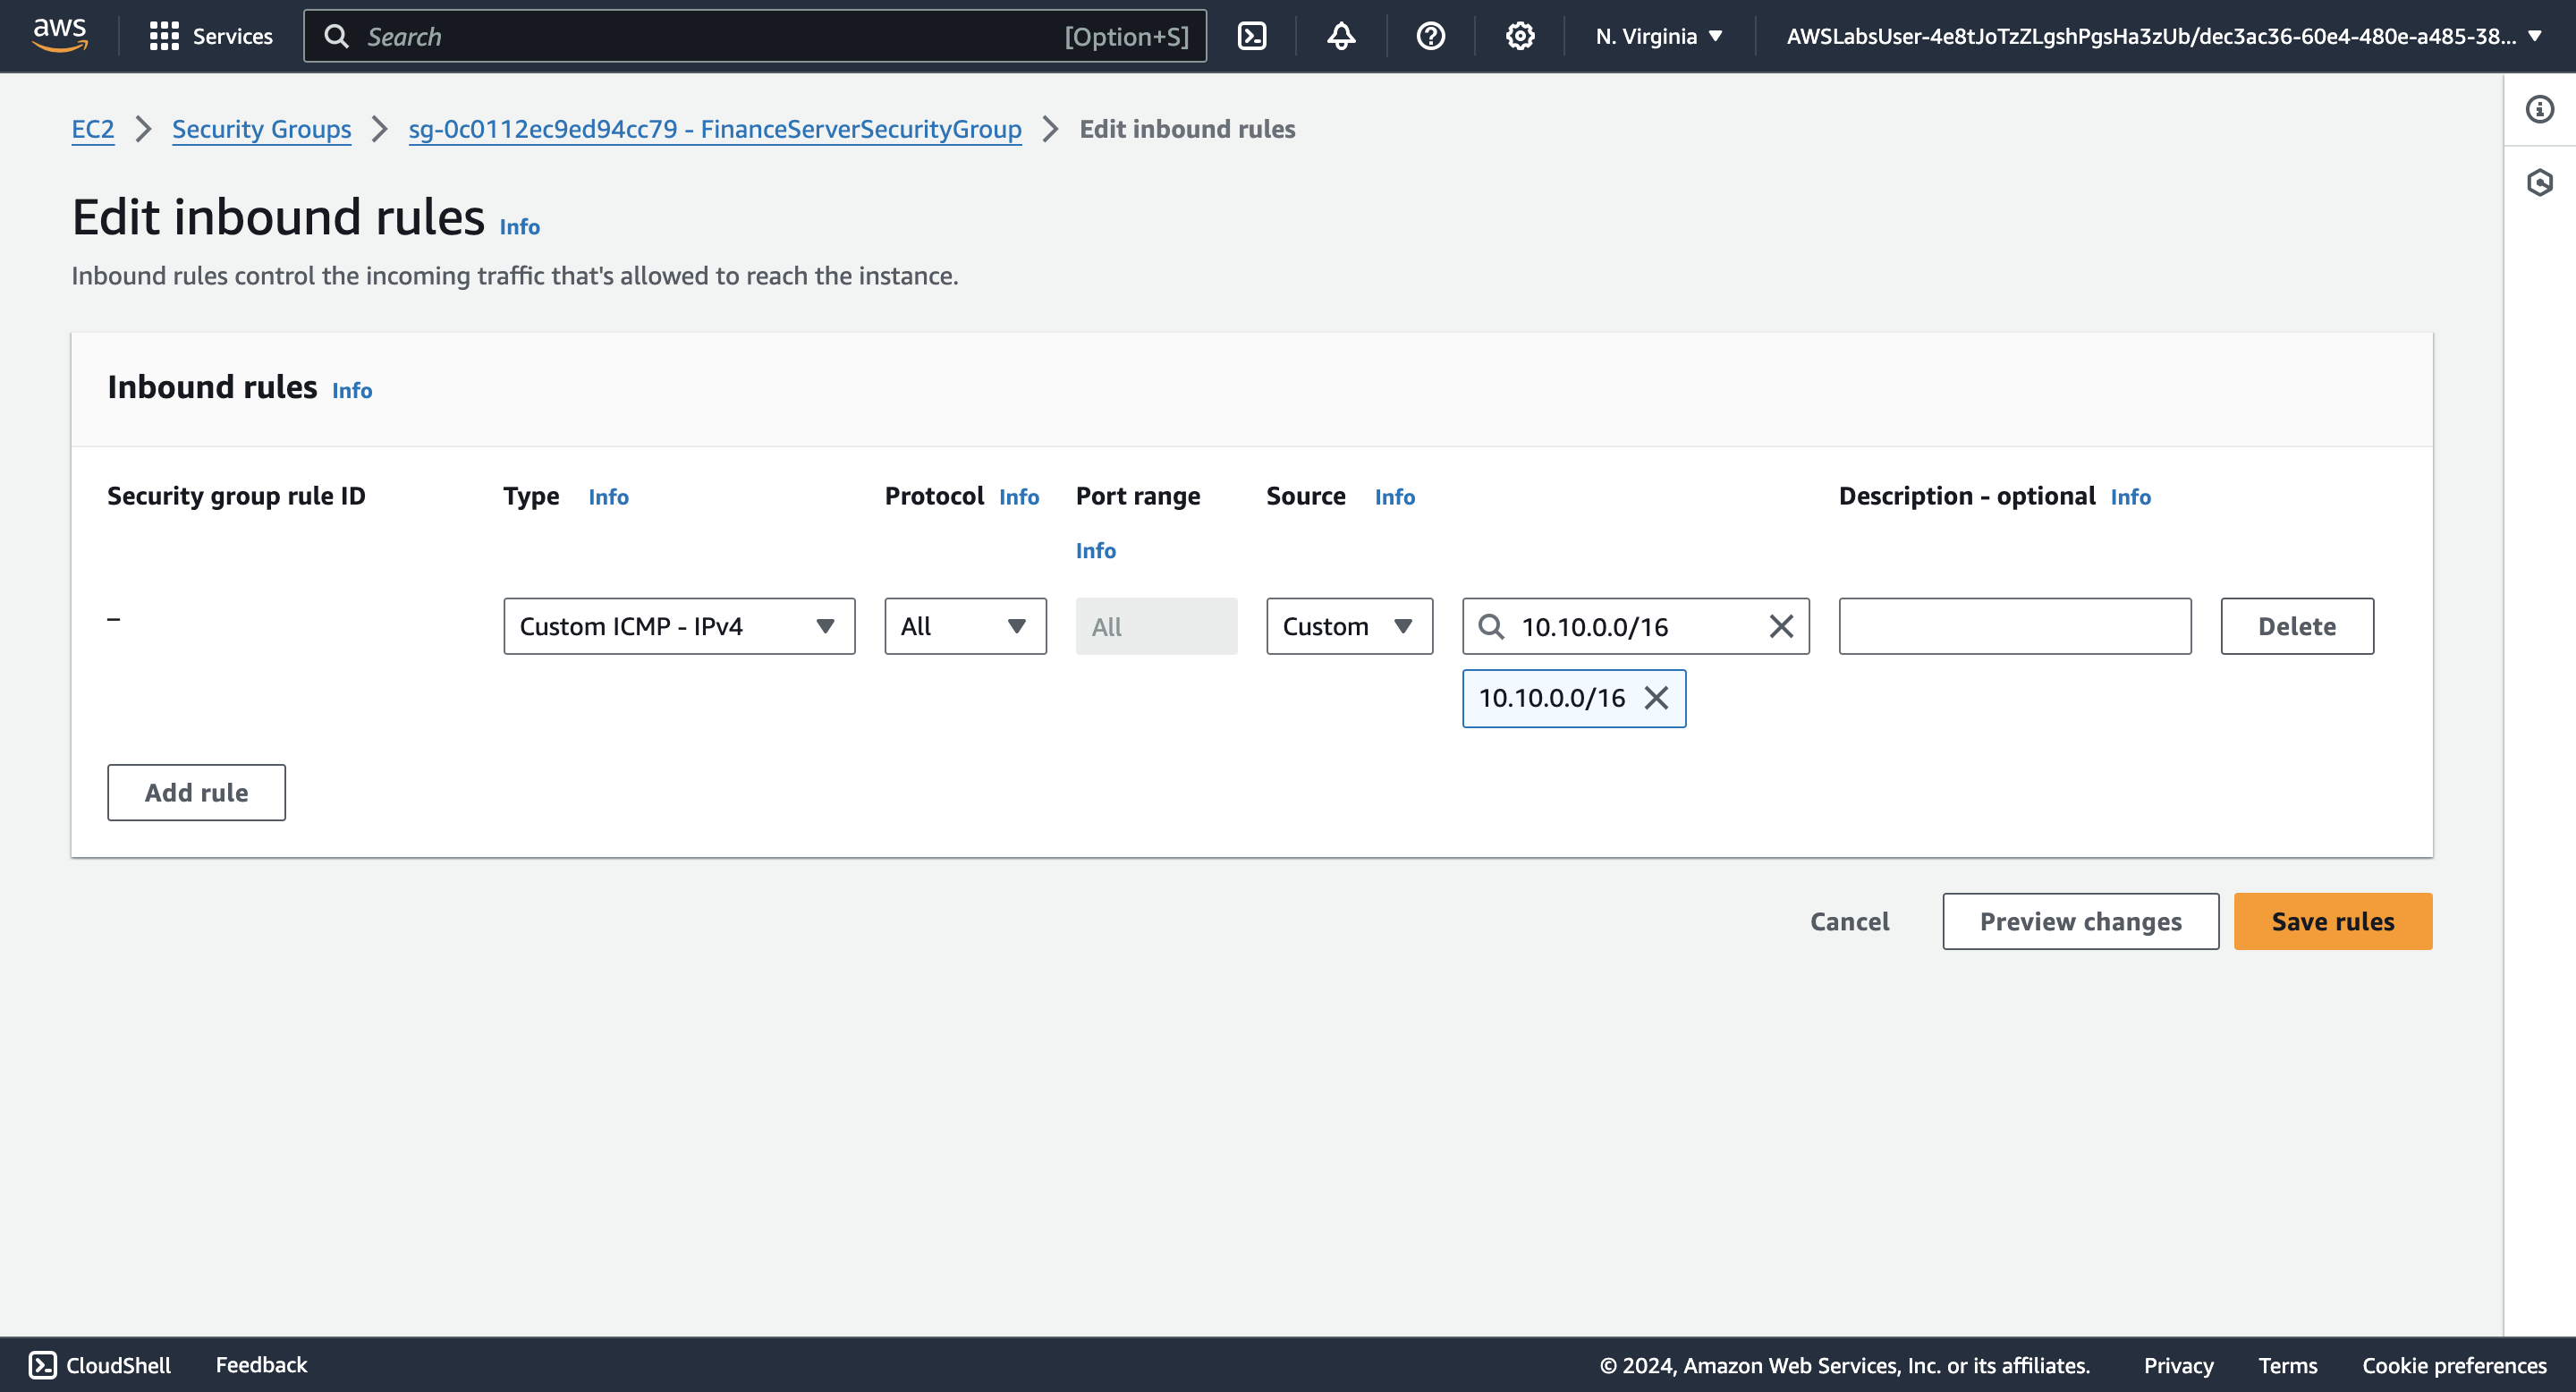 aws Services Search [Option+S] N. Virginia AWSLabsUser-4e8tJoTzZLgshPgsHa3zUb/dec3ac36-60e4-480e-a485-38...
EC2 Security Groups sg-0c0112ec9ed94cc79 - FinanceServerSecurityGroup Edit inbound rules
Edit inbound rules Info
Inbound rules control the incoming traffic that's allowed to reach the instance.
Inbound rules Info
Security group rule ID Type Info Protocol Info Port range Source Info Description - optional Info
Info
– Custom ICMP - IPv4 All All Custom 10.10.0.0/16 Delete
10.10.0.0/16
Add rule
Cancel Preview changes Save rules
CloudShell Feedback © 2024, Amazon Web Services, Inc. or its affiliates. Privacy Terms Cookie preferences